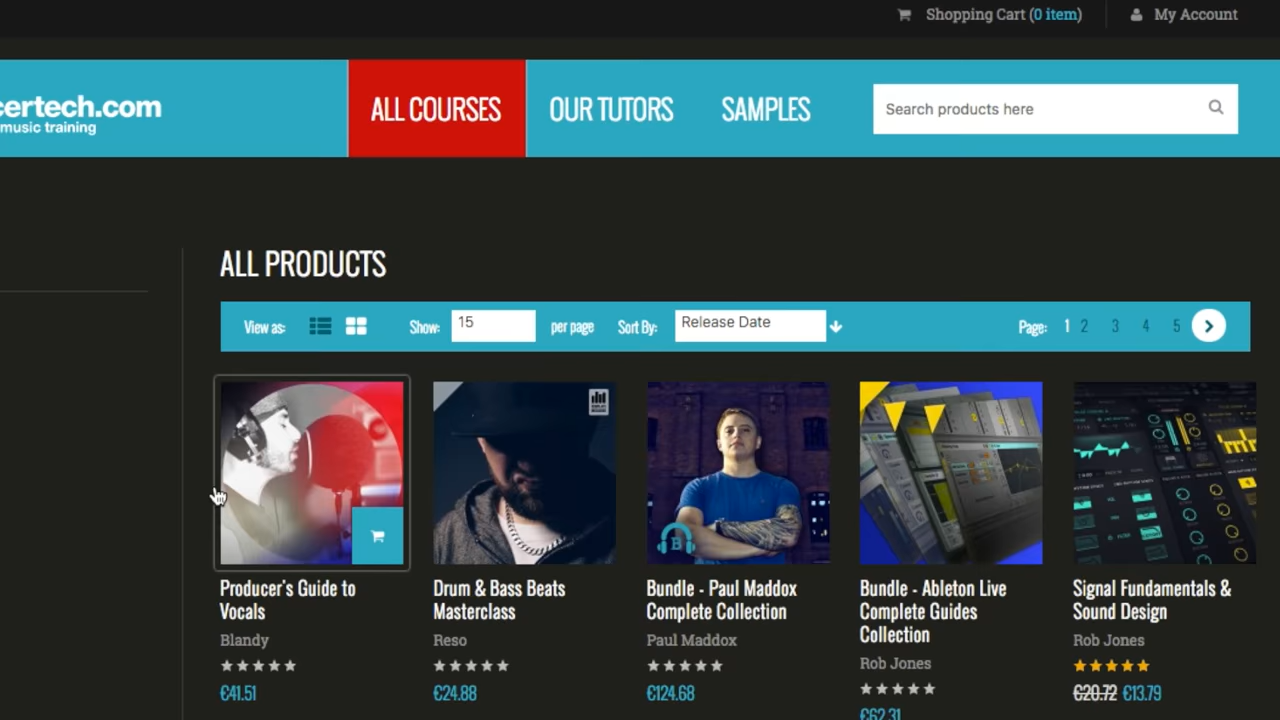 Shopping Cart (0 item)
My Account
certech.com
music training
ALL COURSES
OUR TUTORS
SAMPLES
Search products here
ALL PRODUCTS
View as:
Show: 15 per page
Sort By: Release Date
Page: 1 2 3 4 5
B
Producer's Guide to
Vocals
Blandy
€41.51
Drum & Bass Beats
Masterclass
Reso
€24.88
Bundle - Paul Maddox
Complete Collection
Paul Maddox
€124.68
Bundle - Ableton Live
Complete Guides
Collection
Rob Jones
€62.31
Signal Fundamentals &
Sound Design
Rob Jones
€20.72 €13.79